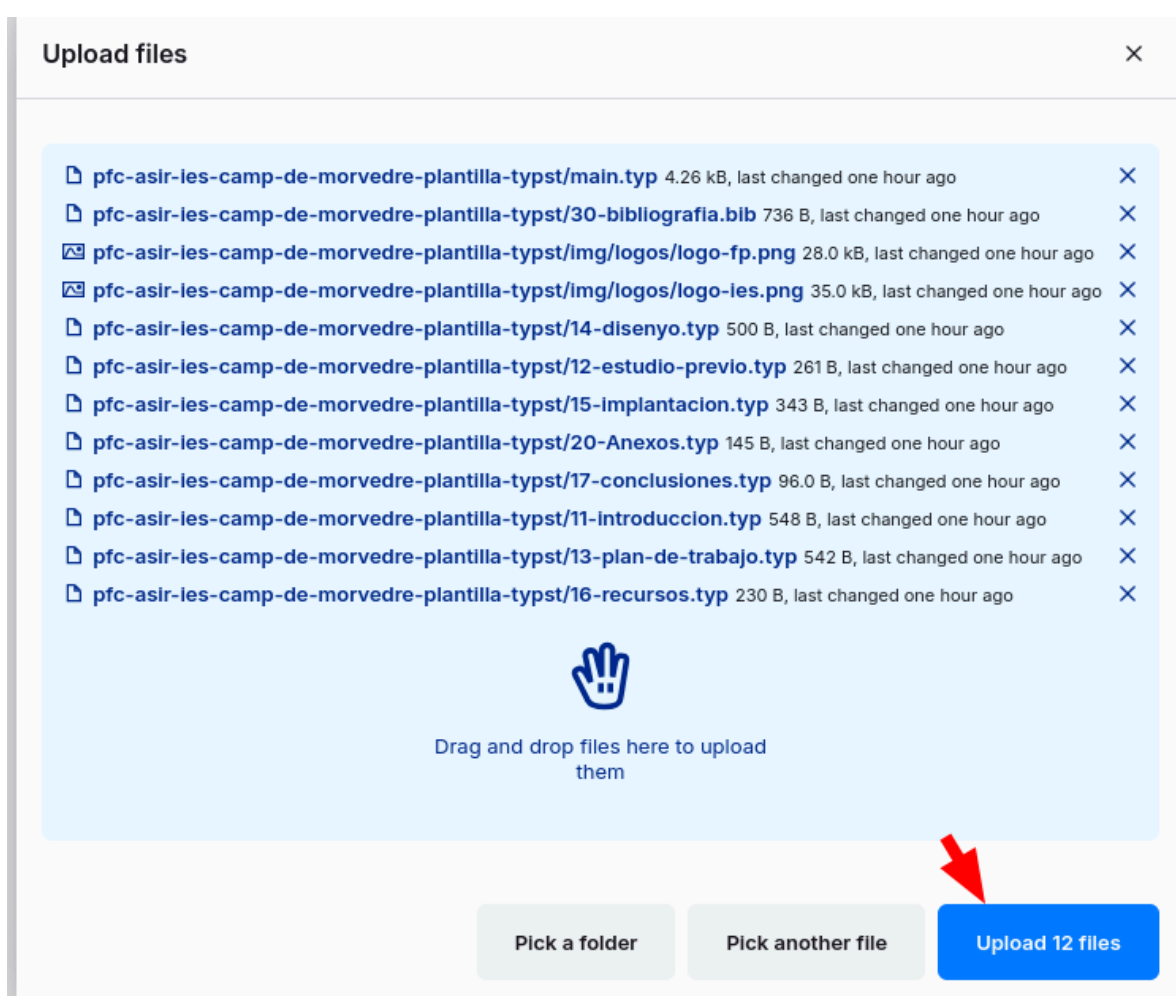 Upload files
pfc-asir-ies-camp-de-morvedre-plantilla-typst/main.typ 4.26 kB, last changed one hour ago
pfc-asir-ies-camp-de-morvedre-plantilla-typst/30-bibliografia.bib 736 B, last changed one hour ago
pfc-asir-ies-camp-de-morvedre-plantilla-typst/img/logos/logo-fp.png 28.0 kB, last changed one hour ago
pfc-asir-ies-camp-de-morvedre-plantilla-typst/img/logos/logo-ies.png 35.0 kB, last changed one hour ago
pfc-asir-ies-camp-de-morvedre-plantilla-typst/14-disenyo.typ 500 B, last changed one hour ago
pfc-asir-ies-camp-de-morvedre-plantilla-typst/12-estudio-previo.typ 261 B, last changed one hour ago
pfc-asir-ies-camp-de-morvedre-plantilla-typst/15-implantacion.typ 343 B, last changed one hour ago
pfc-asir-ies-camp-de-morvedre-plantilla-typst/20-Anexos.typ 145 B, last changed one hour ago
pfc-asir-ies-camp-de-morvedre-plantilla-typst/17-conclusiones.typ 96.0 B, last changed one hour ago
pfc-asir-ies-camp-de-morvedre-plantilla-typst/11-introduccion.typ 548 B, last changed one hour ago
pfc-asir-ies-camp-de-morvedre-plantilla-typst/13-plan-de-trabajo.typ 542 B, last changed one hour ago
pfc-asir-ies-camp-de-morvedre-plantilla-typst/16-recursos.typ 230 B, last changed one hour ago
Drag and drop files here to upload
them
Pick a folder
Pick another file
Upload 12 files